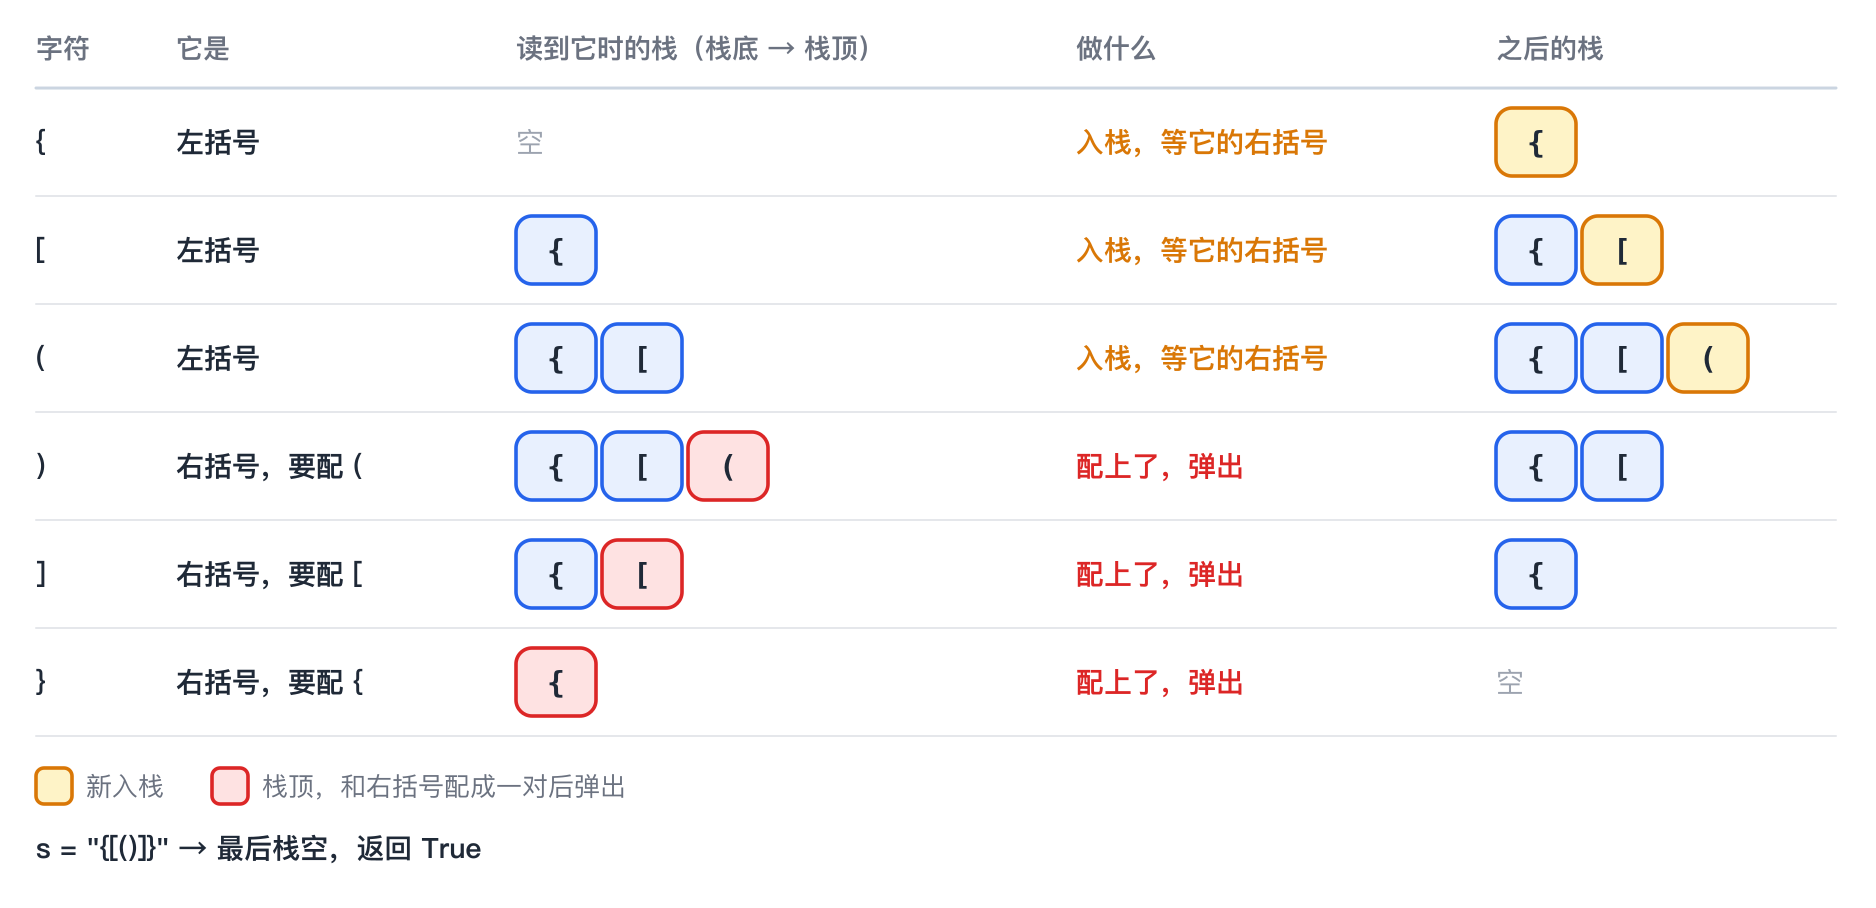 字符 它是 读到它时的栈（栈底 → 栈顶） 做什么 之后的栈
{ 左括号 空 入栈，等它的右括号 {
[ 左括号 { 入栈，等它的右括号 { [
( 左括号 { [ 入栈，等它的右括号 { [ (
) 右括号，要配 ( { [ ( 配上了，弹出 { [
] 右括号，要配 [ { [ 配上了，弹出 {
} 右括号，要配 { { 配上了，弹出 空
新入栈 栈顶，和右括号配成一对后弹出
s = "{[()]}" → 最后栈空，返回 True